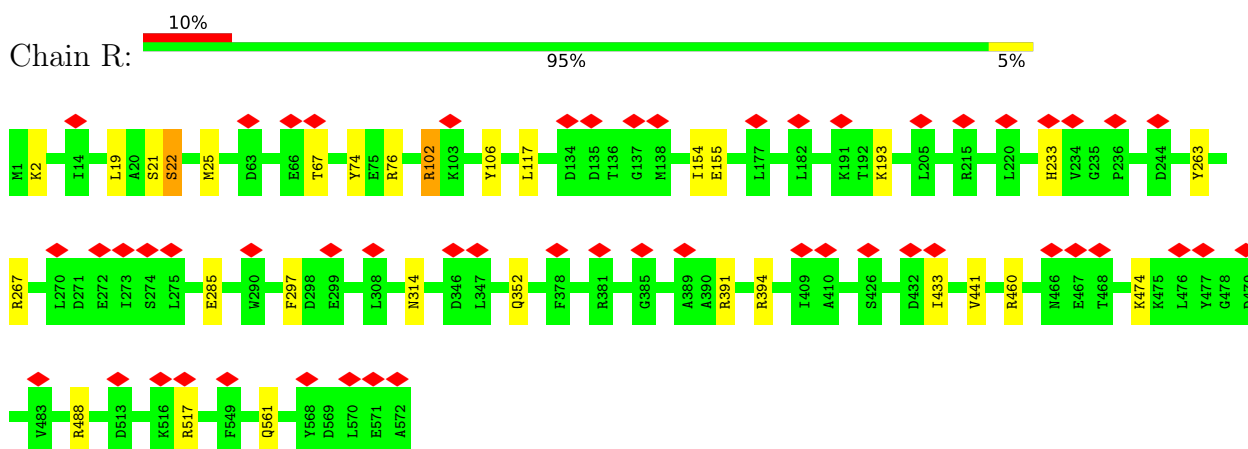 10%
Chain R:
95% 5%
M1 K2 I14 L19 A20 S21 S22 M25 D63 E66 T67 Y74 E75 R76 R102 K103 Y106 L117 D134 D135 T136 G137 M138 I154 E155 L177 L182 K191 T192 K193 L205 R215 L220 H233 V234 G235 P236 D244 Y263
R267 L270 D271 E272 I273 S274 L275 E285 W290 F297 D298 E299 L308 N314 D346 L347 Q352 F378 R381 G385 A389 A390 R391 R394 I409 A410 S426 D432 I433 V441 R460 N466 E467 T468 K474 K475 L476 Y477 G478
V483 R488 D513 K516 R517 F549 Q561 Y568 D569 L570 E571 A572